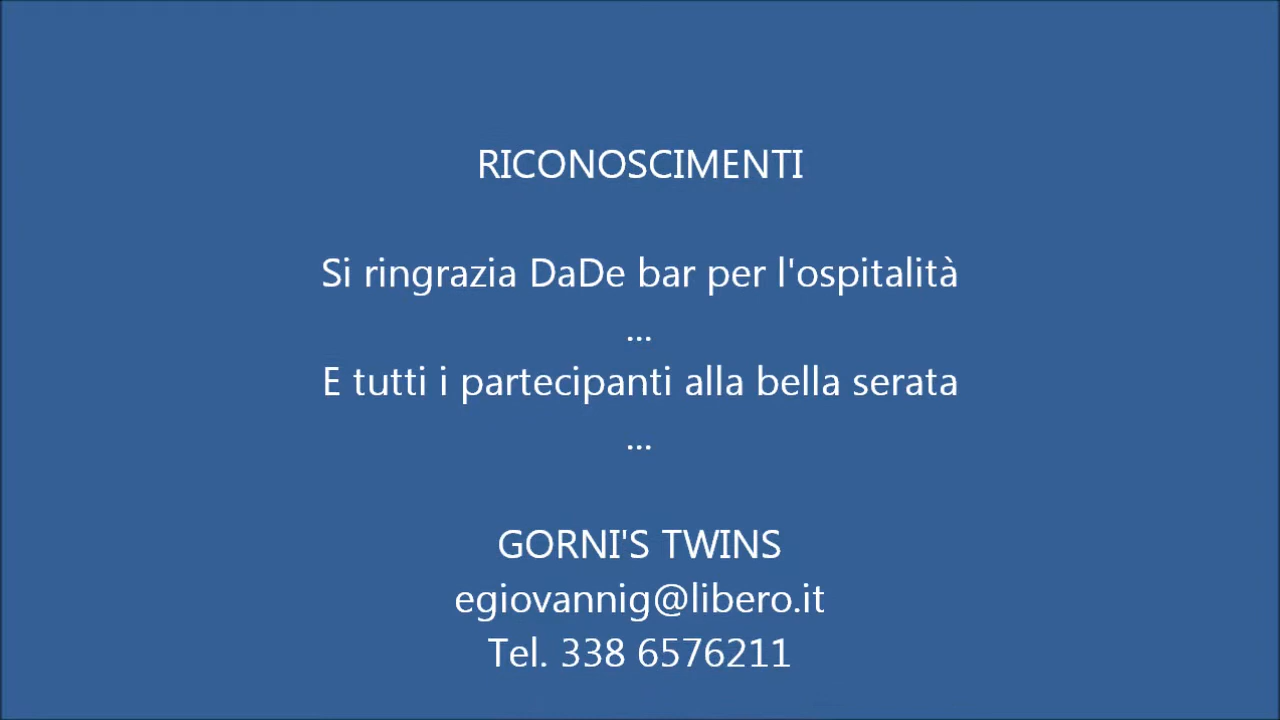 RICONOSCIMENTI
Si ringrazia DaDe bar per l'ospitalità
...
E tutti i partecipanti alla bella serata
...
GORNI'S TWINS
egiovannig@libero.it
Tel. 338 6576211